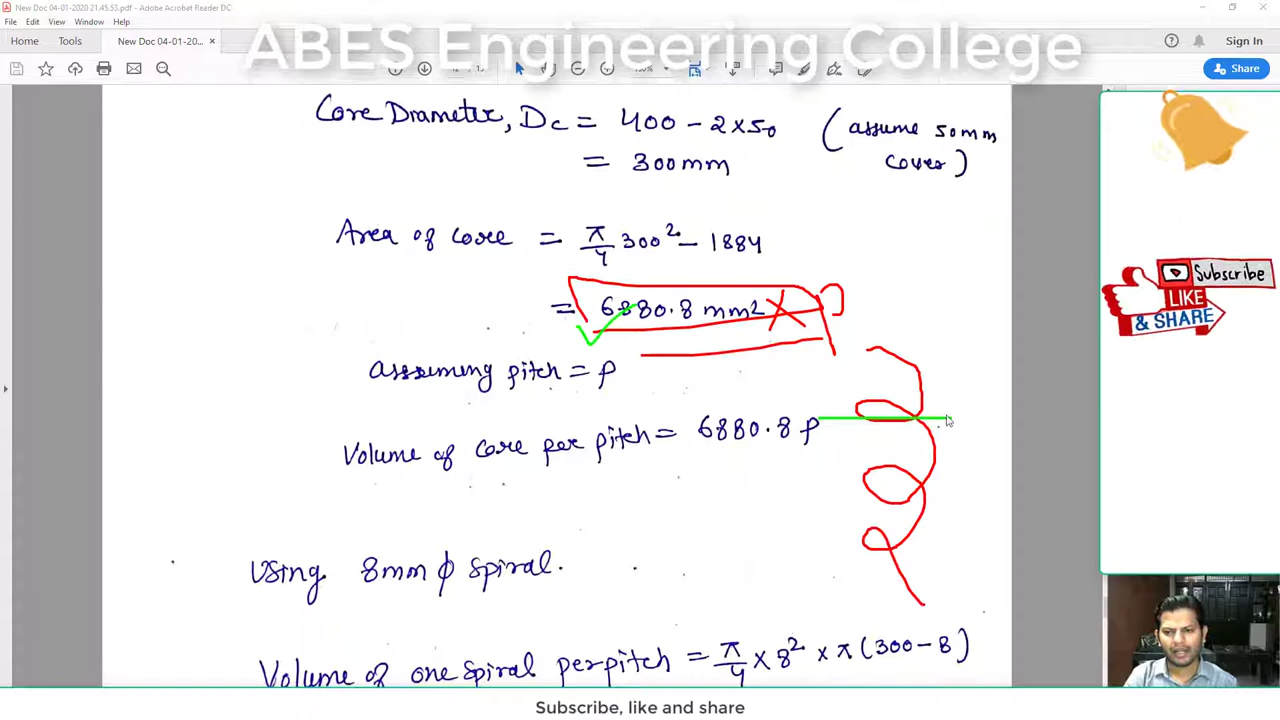 New Doc 04-01-2020 21.45.53.pdf - Adobe Acrobat Reader DC
File Edit View Window Help
ABES Engineering College
Home Tools New Doc 04-01-20... × Sign In
Share
Core Diameter, Dc = 400 - 2×50 (assume 50mm
= 300mm cover)
Area of core = π/4 300² - 1884
= 6880.8 mm2
Subscribe
LIKE
& SHARE
Assuming pitch = p
Volume of core per pitch = 6880.8 p
Using 8mm ϕ spiral.
Volume of one spiral per pitch = π/4 × 8² × π(300-8)
Subscribe, like and share